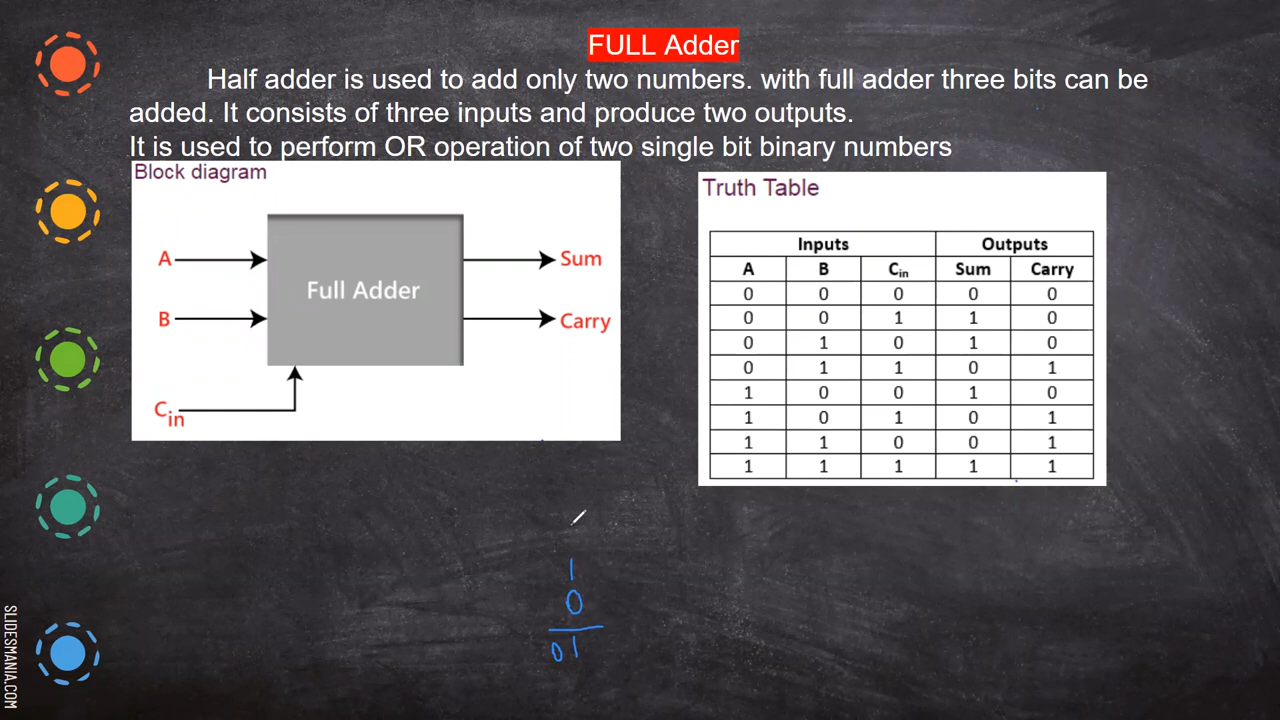 FULL Adder
Half adder is used to add only two numbers. with full adder three bits can be
added. It consists of three inputs and produce two outputs.
It is used to perform OR operation of two single bit binary numbers
Block diagram
A
B
Cin
Full Adder
Sum
Carry
Truth Table
Inputs Outputs
A B Cin Sum Carry
0 0 0 0 0
0 0 1 1 0
0 1 0 1 0
0 1 1 0 1
1 0 0 1 0
1 0 1 0 1
1 1 0 0 1
1 1 1 1 1
1
0
01
SLIDESMANIA.COM